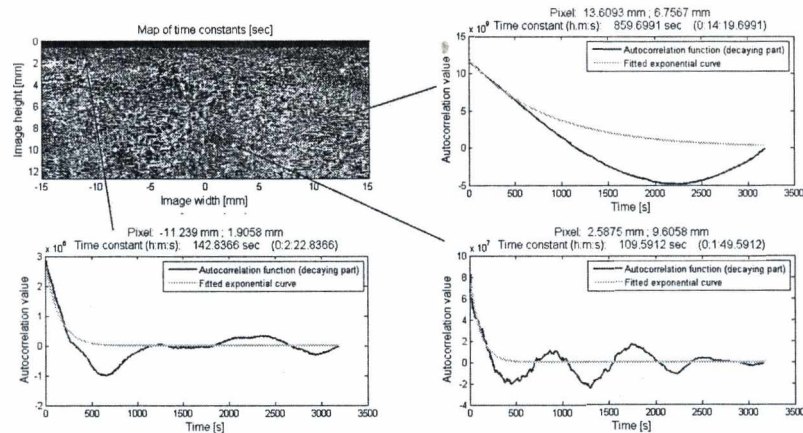 Map of time constants [sec]
Image height [mm]
0
2
4
6
8
10
12
-15 -10 -5 0 5 10 15
Image width [mm]
Pixel: 13.6093 mm ; 6.7567 mm
Time constant (h:m:s): 859.6991 sec (0:14:19.6991)
x 10⁹
Autocorrelation function (decaying part)
Fitted exponential curve
Autocorrelation value
15
10
5
0
-5
0 500 1000 1500 2000 2500 3000 3500
Time [s]
Pixel: -11.239 mm ; 1.9058 mm
Time constant (h:m:s): 142.8366 sec (0:2:22.8366)
Autocorrelation function (decaying part)
Fitted exponential curve
Autocorrelation value
3
2
1
0
-1
-2
0 500 1000 1500 2000 2500 3000 3500
Time [s]
Pixel: 2.5875 mm ; 9.6058 mm
Time constant (h:m:s): 109.5912 sec (0:1:49.5912)
x 10⁷
Autocorrelation function (decaying part)
Fitted exponential curve
Autocorrelation value
10
8
6
4
2
0
-2
-4
0 500 1000 1500 2000 2500 3000 3500
Time [s]